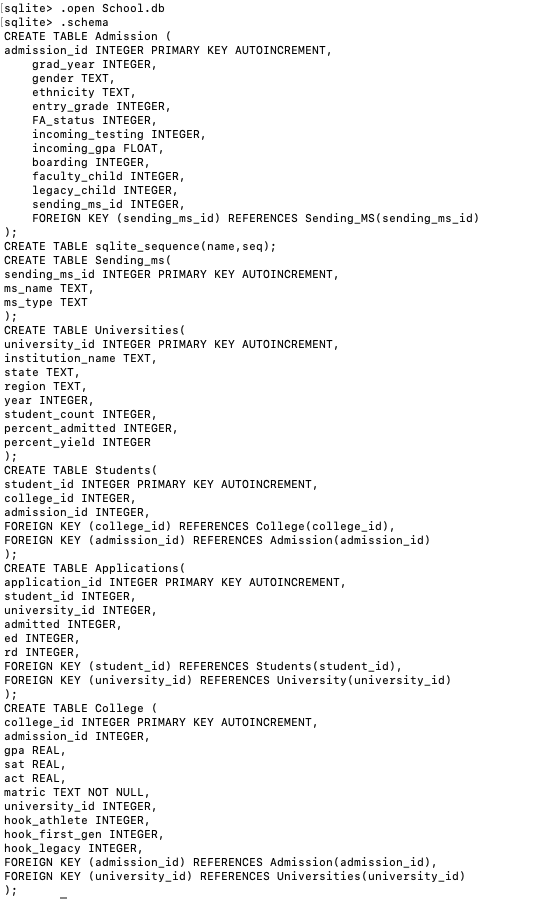 [sqlite> .open School.db
[sqlite> .schema
CREATE TABLE Admission (
admission_id INTEGER PRIMARY KEY AUTOINCREMENT,
    grad_year INTEGER,
    gender TEXT,
    ethnicity TEXT,
    entry_grade INTEGER,
    FA_status INTEGER,
    incoming_testing INTEGER,
    incoming_gpa FLOAT,
    boarding INTEGER,
    faculty_child INTEGER,
    legacy_child INTEGER,
    sending_ms_id INTEGER,
    FOREIGN KEY (sending_ms_id) REFERENCES Sending_MS(sending_ms_id)
);
CREATE TABLE sqlite_sequence(name,seq);
CREATE TABLE Sending_ms(
sending_ms_id INTEGER PRIMARY KEY AUTOINCREMENT,
ms_name TEXT,
ms_type TEXT
);
CREATE TABLE Universities(
university_id INTEGER PRIMARY KEY AUTOINCREMENT,
institution_name TEXT,
state TEXT,
region TEXT,
year INTEGER,
student_count INTEGER,
percent_admitted INTEGER,
percent_yield INTEGER
);
CREATE TABLE Students(
student_id INTEGER PRIMARY KEY AUTOINCREMENT,
college_id INTEGER,
admission_id INTEGER,
FOREIGN KEY (college_id) REFERENCES College(college_id),
FOREIGN KEY (admission_id) REFERENCES Admission(admission_id)
);
CREATE TABLE Applications(
application_id INTEGER PRIMARY KEY AUTOINCREMENT,
student_id INTEGER,
university_id INTEGER,
admitted INTEGER,
ed INTEGER,
rd INTEGER,
FOREIGN KEY (student_id) REFERENCES Students(student_id),
FOREIGN KEY (university_id) REFERENCES University(university_id)
);
CREATE TABLE College (
college_id INTEGER PRIMARY KEY AUTOINCREMENT,
admission_id INTEGER,
gpa REAL,
sat REAL,
act REAL,
matric TEXT NOT NULL,
university_id INTEGER,
hook_athlete INTEGER,
hook_first_gen INTEGER,
hook_legacy INTEGER,
FOREIGN KEY (admission_id) REFERENCES Admission(admission_id),
FOREIGN KEY (university_id) REFERENCES Universities(university_id)
);